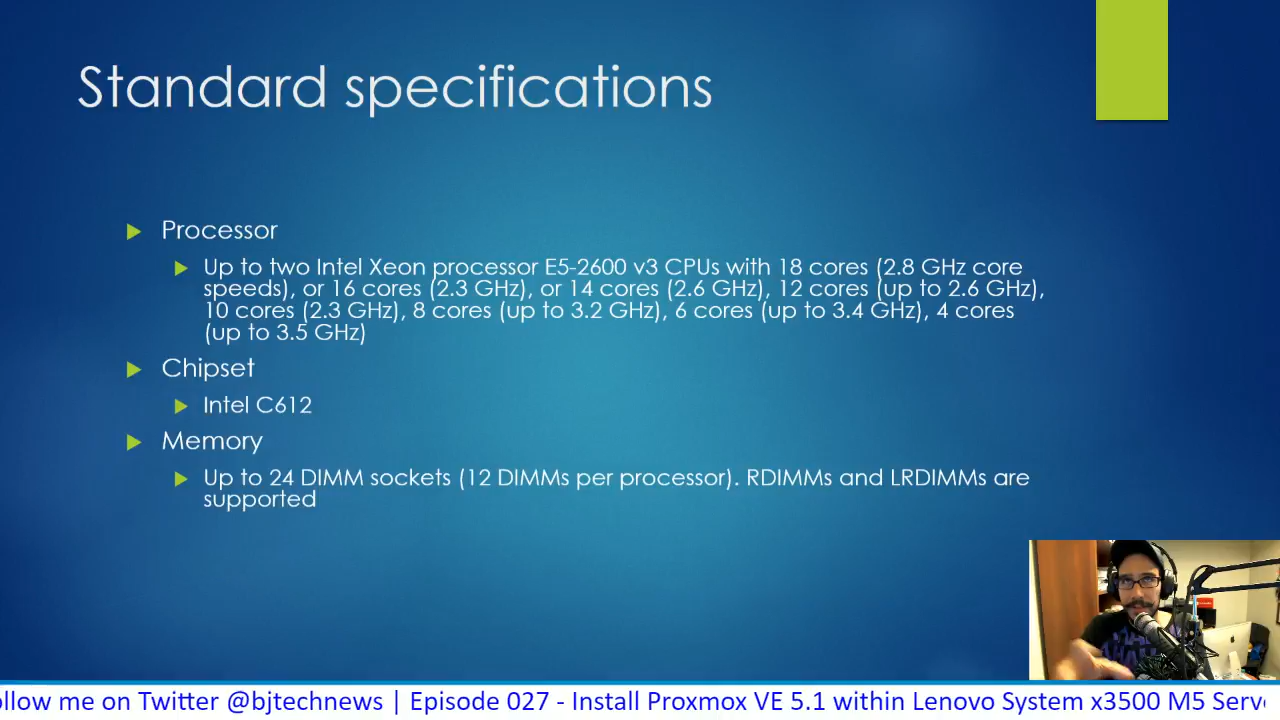 Standard specifications
Processor
Up to two Intel Xeon processor E5-2600 v3 CPUs with 18 cores (2.8 GHz core
speeds), or 16 cores (2.3 GHz), or 14 cores (2.6 GHz), 12 cores (up to 2.6 GHz),
10 cores (2.3 GHz), 8 cores (up to 3.2 GHz), 6 cores (up to 3.4 GHz), 4 cores
(up to 3.5 GHz)
Chipset
Intel C612
Memory
Up to 24 DIMM sockets (12 DIMMs per processor). RDIMMs and LRDIMMs are
supported
ollow me on Twitter @bjtechnews | Episode 027 - Install Proxmox VE 5.1 within Lenovo System x3500 M5 Serv